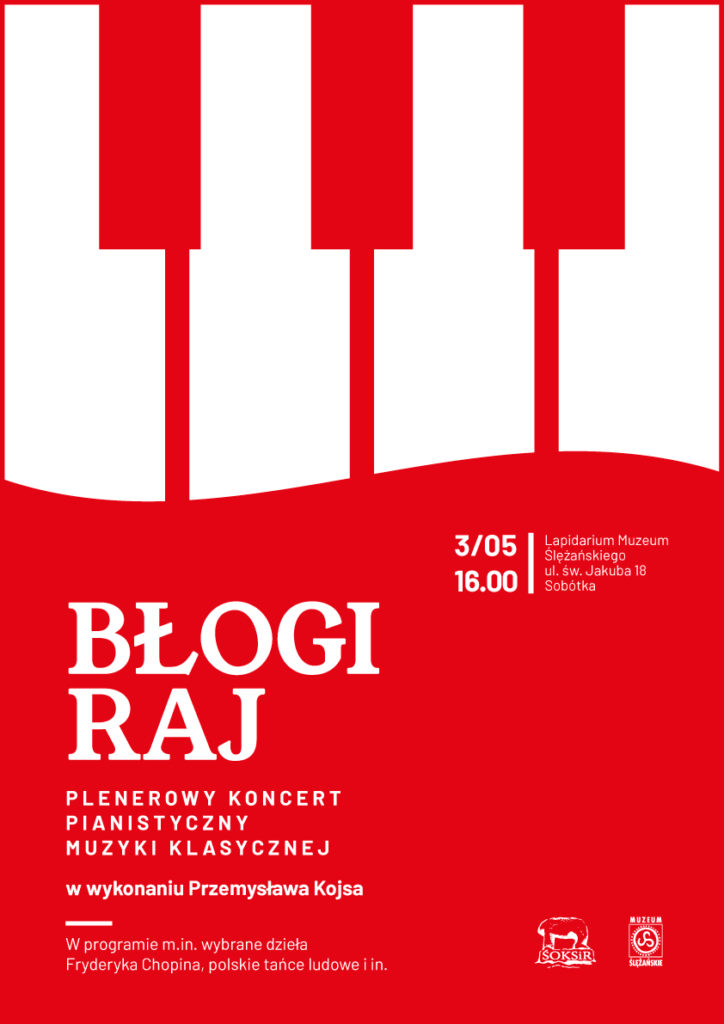 3/05
16.00
Lapidarium Muzeum
Ślężańskiego
ul. św. Jakuba 18
Sobótka
BŁOGI
RAJ
PLENEROWY KONCERT
PIANISTYCZNY
MUZYKI KLASYCZNEJ
w wykonaniu Przemysława Kojsa
W programie m.in. wybrane dzieła
Fryderyka Chopina, polskie tańce ludowe i in.
ŚOKSiR
MUZEUM
ŚLĘŻAŃSKIE